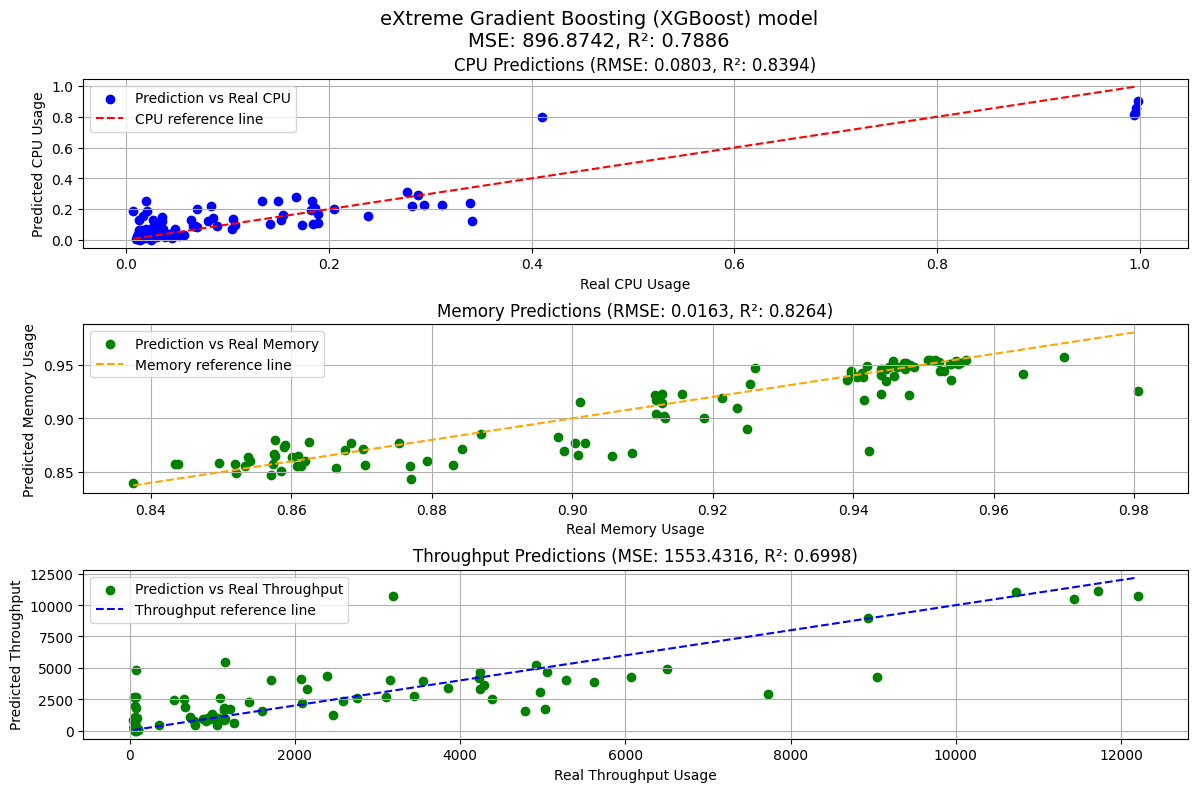 eXtreme Gradient Boosting (XGBoost) model
MSE: 896.8742, R²: 0.7886
CPU Predictions (RMSE: 0.0803, R²: 0.8394)
Predicted CPU Usage
1.0
0.8
0.6
0.4
0.2
0.0
Prediction vs Real CPU
CPU reference line
0.0 0.2 0.4 0.6 0.8 1.0
Real CPU Usage
Memory Predictions (RMSE: 0.0163, R²: 0.8264)
Predicted Memory Usage
0.95
0.90
0.85
Prediction vs Real Memory
Memory reference line
0.84 0.86 0.88 0.90 0.92 0.94 0.96 0.98
Real Memory Usage
Throughput Predictions (MSE: 1553.4316, R²: 0.6998)
Predicted Throughput
12500
10000
7500
5000
2500
0
Prediction vs Real Throughput
Throughput reference line
0 2000 4000 6000 8000 10000 12000
Real Throughput Usage